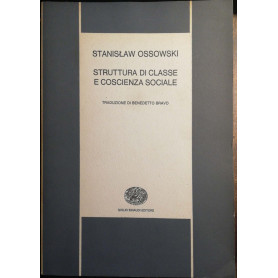 STANISŁAW OSSOWSKI
STRUTTURA DI CLASSE
E COSCIENZA SOCIALE
TRADUZIONE DI BENEDETTO BRAVO
GIULIO EINAUDI EDITORE